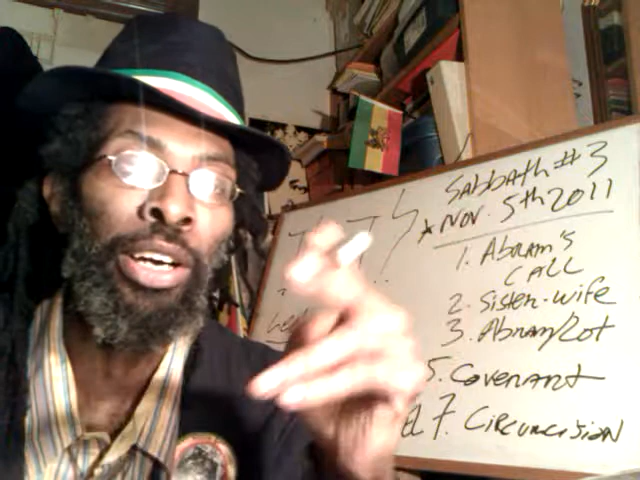 Sabbath #3
★Nov. 5th 2011
1. Abram's
CALL
2. Sister-wife
3. Abram/Lot
5. Covenant
7. Circumcision